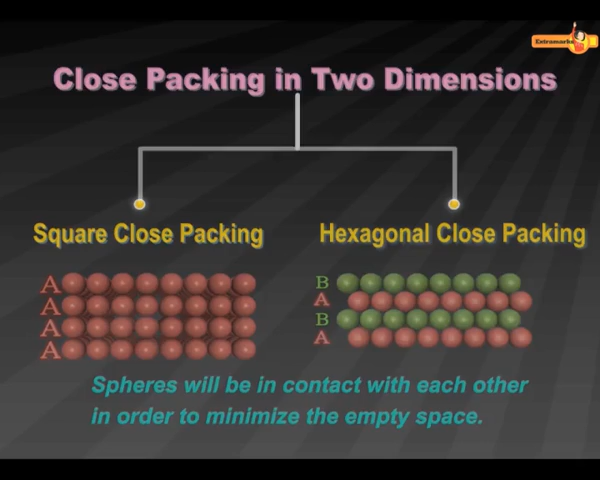 Extramarks
Close Packing in Two Dimensions
Square Close Packing
Hexagonal Close Packing
A
A
A
A
B
A
B
A
Spheres will be in contact with each other
in order to minimize the empty space.